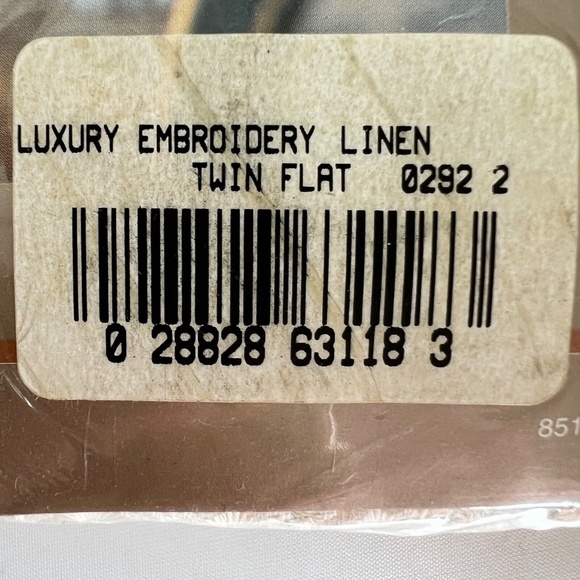 LUXURY EMBROIDERY LINEN
TWIN FLAT 0292 2
0 28828 63118 3
851